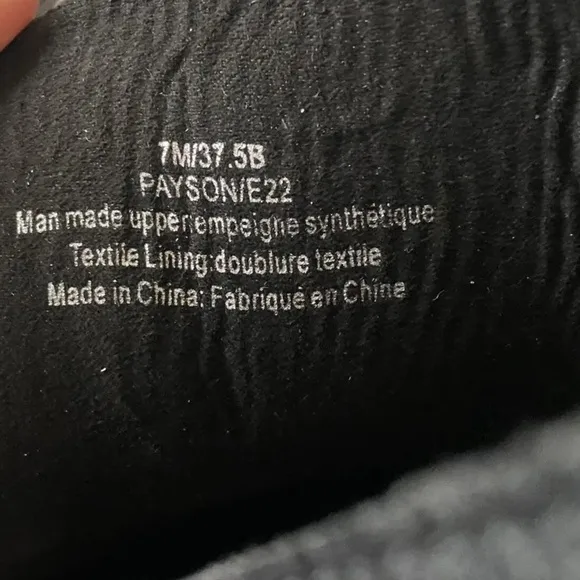 7M/37.5B
PAYSON/E22
Man made upper:empeigne synthétique
Textile Lining:doublure textile
Made in China: Fabriqué en Chine